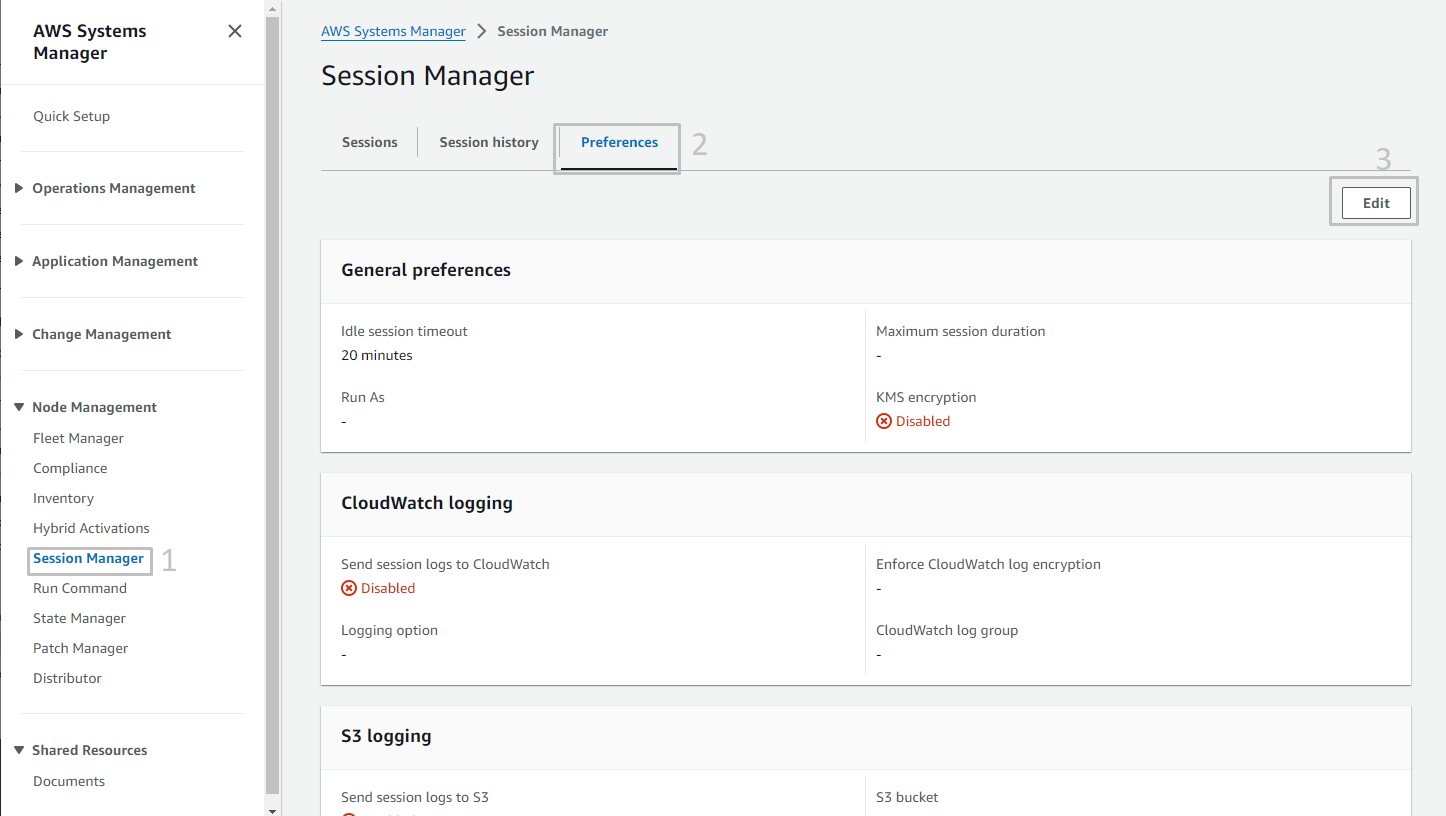 AWS Systems
Manager
Quick Setup
Operations Management
Application Management
Change Management
Node Management
Fleet Manager
Compliance
Inventory
Hybrid Activations
Session Manager 1
Run Command
State Manager
Patch Manager
Distributor
Shared Resources
Documents
AWS Systems Manager > Session Manager
Session Manager
Sessions Session history Preferences 2
3
Edit
General preferences
Idle session timeout
20 minutes
Maximum session duration
-
Run As
-
KMS encryption
Disabled
CloudWatch logging
Send session logs to CloudWatch
Disabled
Enforce CloudWatch log encryption
-
Logging option
-
CloudWatch log group
-
S3 logging
Send session logs to S3
S3 bucket